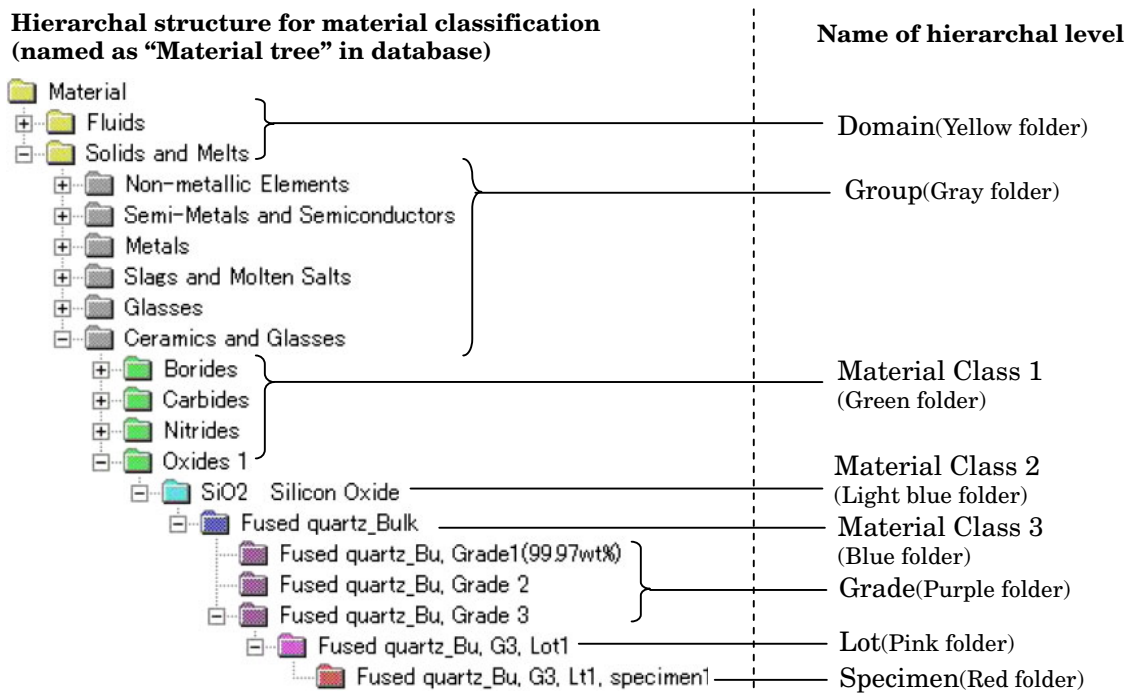 Hierarchal structure for material classification
(named as “Material tree” in database)
Name of hierarchal level
Material
Fluids
Domain(Yellow folder)
Solids and Melts
Non-metallic Elements
Group(Gray folder)
Semi-Metals and Semiconductors
Metals
Slags and Molten Salts
Glasses
Ceramics and Glasses
Borides
Material Class 1
(Green folder)
Carbides
Nitrides
Oxides 1
Material Class 2
(Light blue folder)
SiO2 Silicon Oxide
Fused quartz_Bulk
Material Class 3
(Blue folder)
Fused quartz_Bu, Grade1(99.97wt%)
Fused quartz_Bu, Grade 2
Grade(Purple folder)
Fused quartz_Bu, Grade 3
Fused quartz_Bu, G3, Lot1
Lot(Pink folder)
Fused quartz_Bu, G3, Lt1, specimen1
Specimen(Red folder)